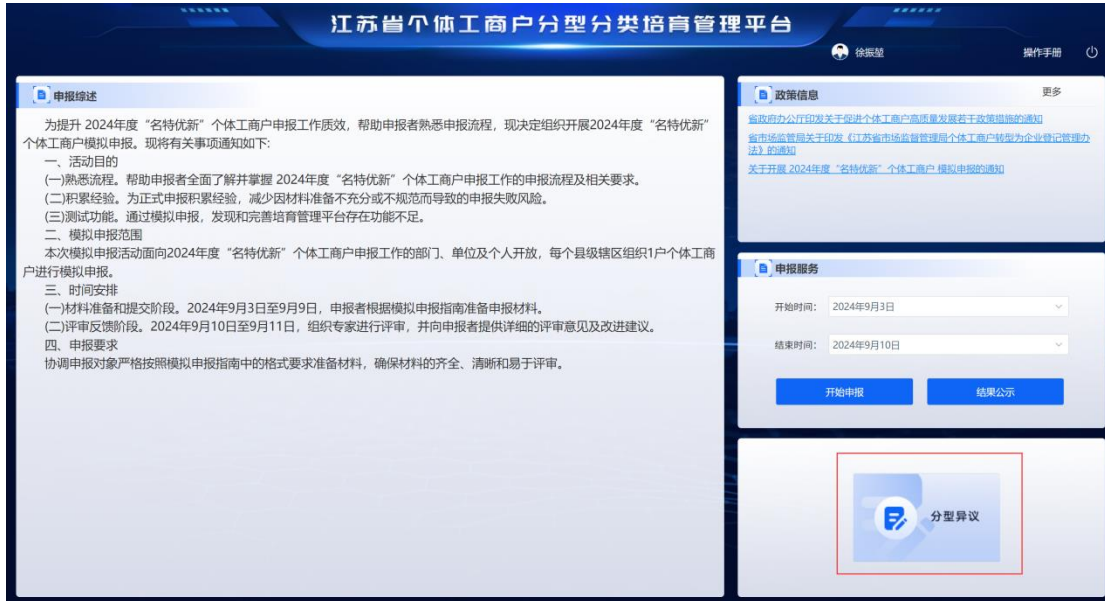 江苏省个体工商户分型分类培育管理平台
徐振堃
操作手册
申报综述
为提升 2024年度“名特优新”个体工商户申报工作质效，帮助申报者熟悉申报流程，现决定组织开展2024年度“名特优新”
个体工商户模拟申报。现将有关事项通知如下:
一、活动目的
(一)熟悉流程。帮助申报者全面了解并掌握 2024年度“名特优新”个体工商户申报工作的申报流程及相关要求。
(二)积累经验。为正式申报积累经验，减少因材料准备不充分或不规范而导致的申报失败风险。
(三)测试功能。通过模拟申报，发现和完善培育管理平台存在功能不足。
二、模拟申报范围
本次模拟申报活动面向2024年度“名特优新”个体工商户申报工作的部门、单位及个人开放，每个县级辖区组织1户个体工商
户进行模拟申报。
三、时间安排
(一)材料准备和提交阶段。2024年9月3日至9月9日，申报者根据模拟申报指南准备申报材料。
(二)评审反馈阶段。2024年9月10日至9月11日，组织专家进行评审，并向申报者提供详细的评审意见及改进建议。
四、申报要求
协调申报对象严格按照模拟申报指南中的格式要求准备材料，确保材料的齐全、清晰和易于评审。
政策信息
更多
省政府办公厅印发关于促进个体工商户高质量发展若干政策措施的通知
省市场监管局关于印发《江苏省市场监督管理局个体工商户转型为企业登记管理办
法》的通知
关于开展 2024年度“名特优新”个体工商户 模拟申报的通知
申报服务
开始时间: 2024年9月3日
结束时间: 2024年9月10日
开始申报
结果公示
分型异议